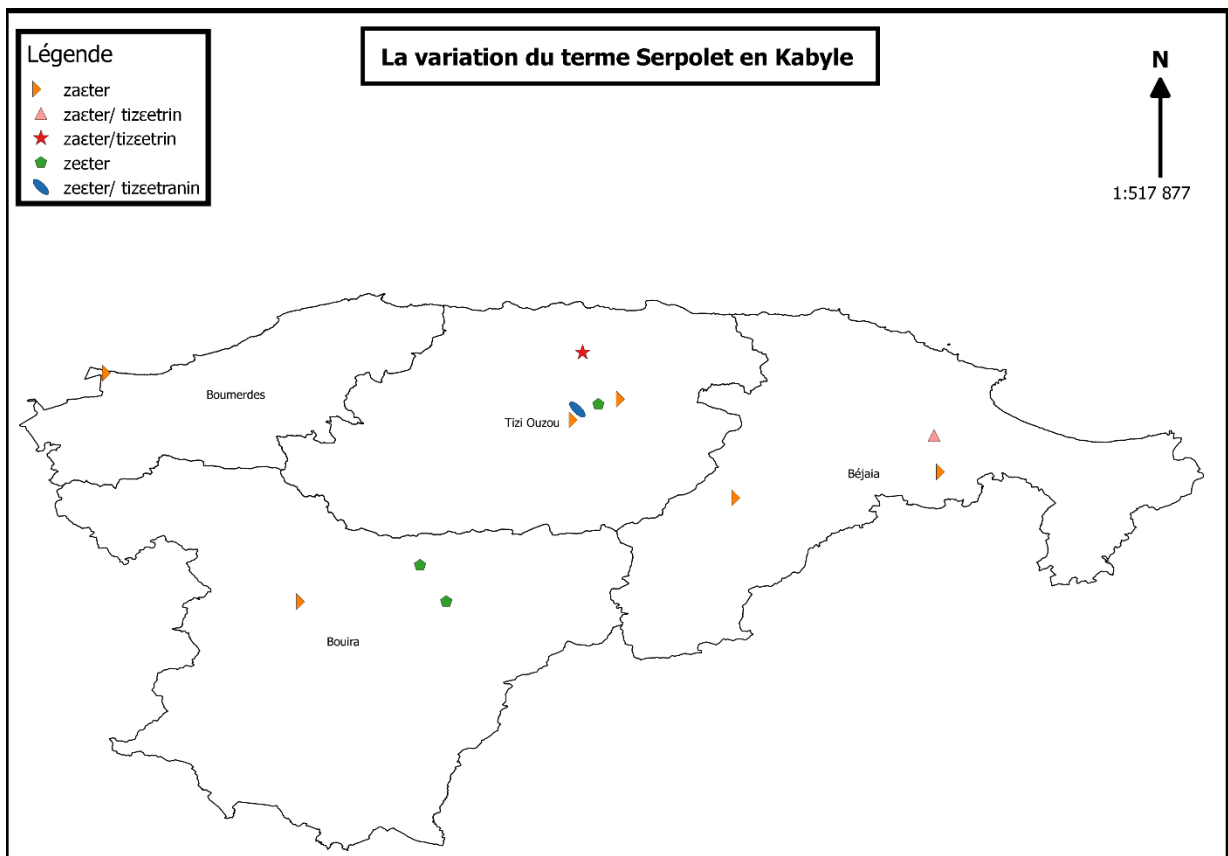 Légende
zaɛter
zaɛter/ tizɛetrin
zaɛter/tizɛetrin
zeɛter
zeɛter/ tizɛetranin
La variation du terme Serpolet en Kabyle
N
1:517 877
Boumerdes
Tizi Ouzou
Béjaia
Bouira